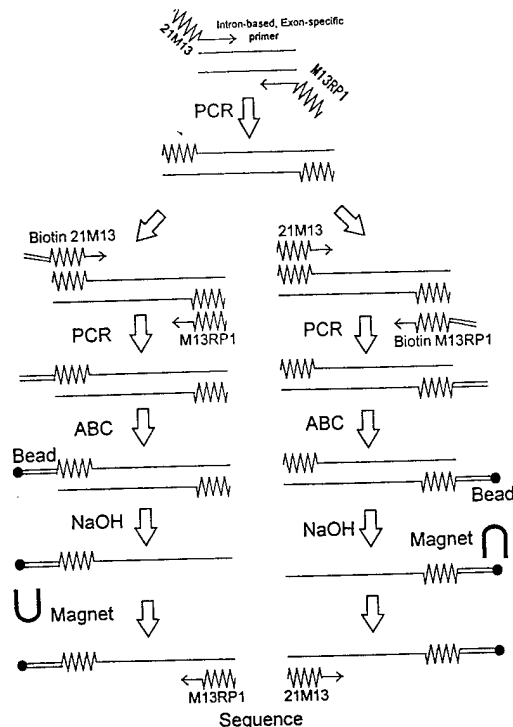 21M13
Intron-based, Exon-specific
primer
M13RP1
PCR
Biotin 21M13
21M13
PCR
M13RP1
PCR
Biotin M13RP1
ABC
ABC
Bead
Bead
NaOH
NaOH
Magnet
Magnet
M13RP1
21M13
Sequence